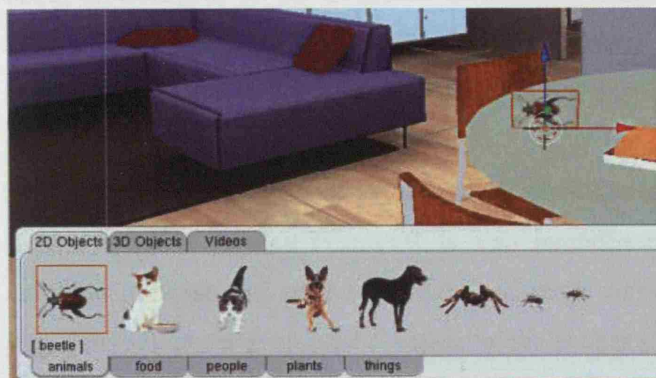 2D Objects 3D Objects Videos
[ beetle ]
animals food people plants things